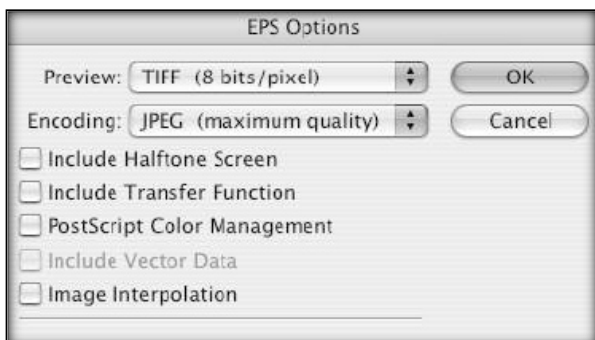 EPS Options
Preview: TIFF (8 bits/pixel) OK
Encoding: JPEG (maximum quality) Cancel
Include Halftone Screen
Include Transfer Function
PostScript Color Management
Include Vector Data
Image Interpolation